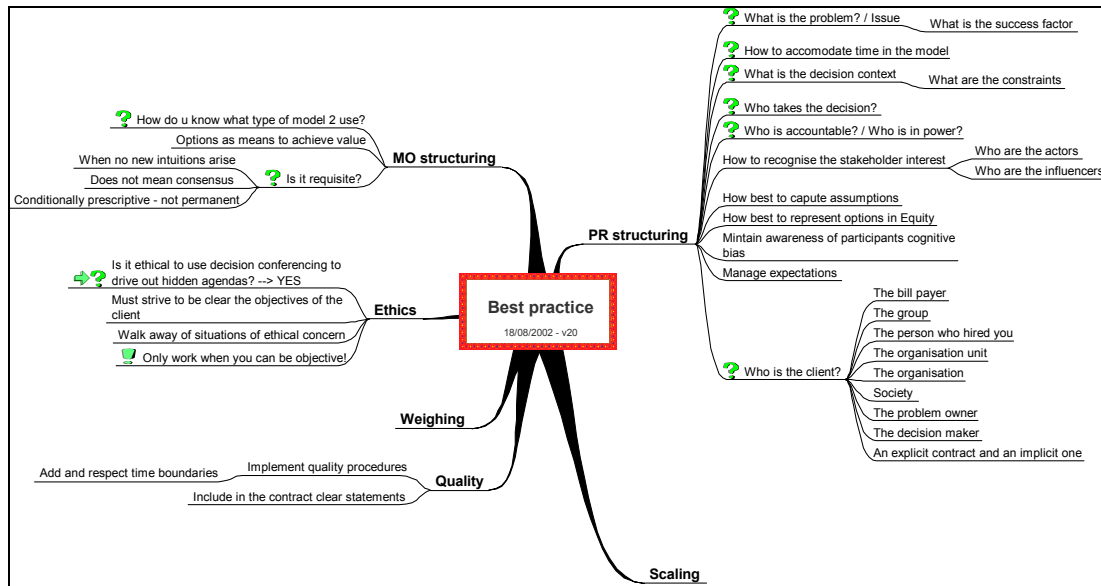 Best practice
18/08/2002 - v20
MO structuring
How do u know what type of model 2 use?
Options as means to achieve value
Is it requisite?
When no new intuitions arise
Does not mean consensus
Conditionally prescriptive - not permanent
Ethics
Is it ethical to use decision conferencing to
drive out hidden agendas? --> YES
Must strive to be clear the objectives of the
client
Walk away of situations of ethical concern
Only work when you can be objective!
Weighing
Quality
Implement quality procedures
Add and respect time boundaries
Include in the contract clear statements
PR structuring
What is the problem? / Issue
What is the success factor
How to accomodate time in the model
What is the decision context
What are the constraints
Who takes the decision?
Who is accountable? / Who is in power?
How to recognise the stakeholder interest
Who are the actors
Who are the influencers
How best to capute assumptions
How best to represent options in Equity
Mintain awareness of participants cognitive
bias
Manage expectations
Who is the client?
The bill payer
The group
The person who hired you
The organisation unit
The organisation
Society
The problem owner
The decision maker
An explicit contract and an implicit one
Scaling